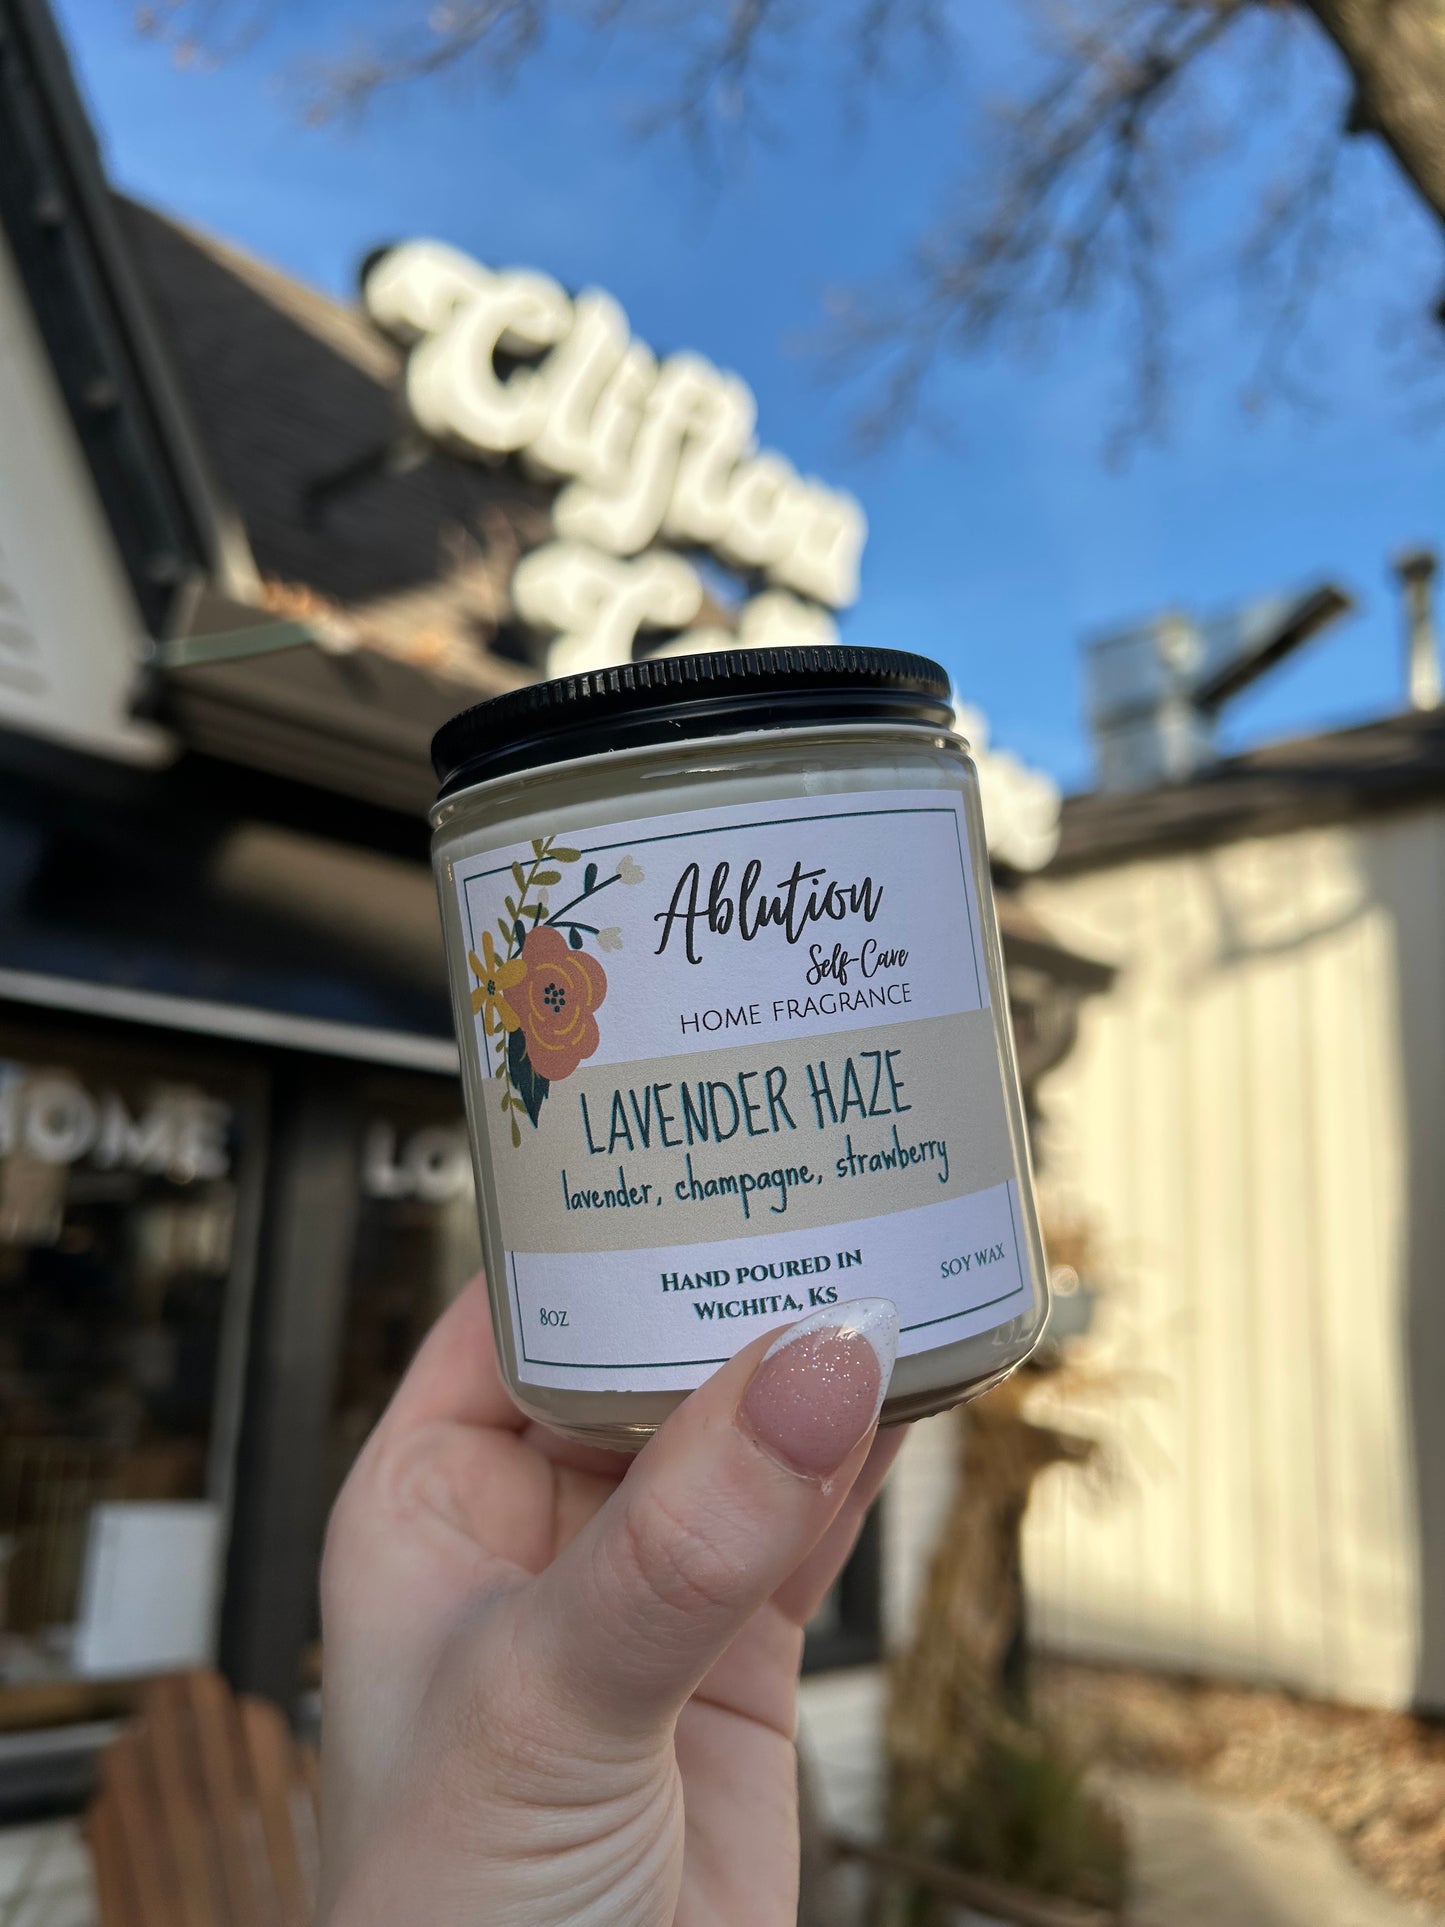 Clifton
Ablution
Self-Care
HOME FRAGRANCE
LAVENDER HAZE
lavender, champagne, strawberry
HAND POURED IN
WICHITA, KS
8OZ
SOY WAX
HOME